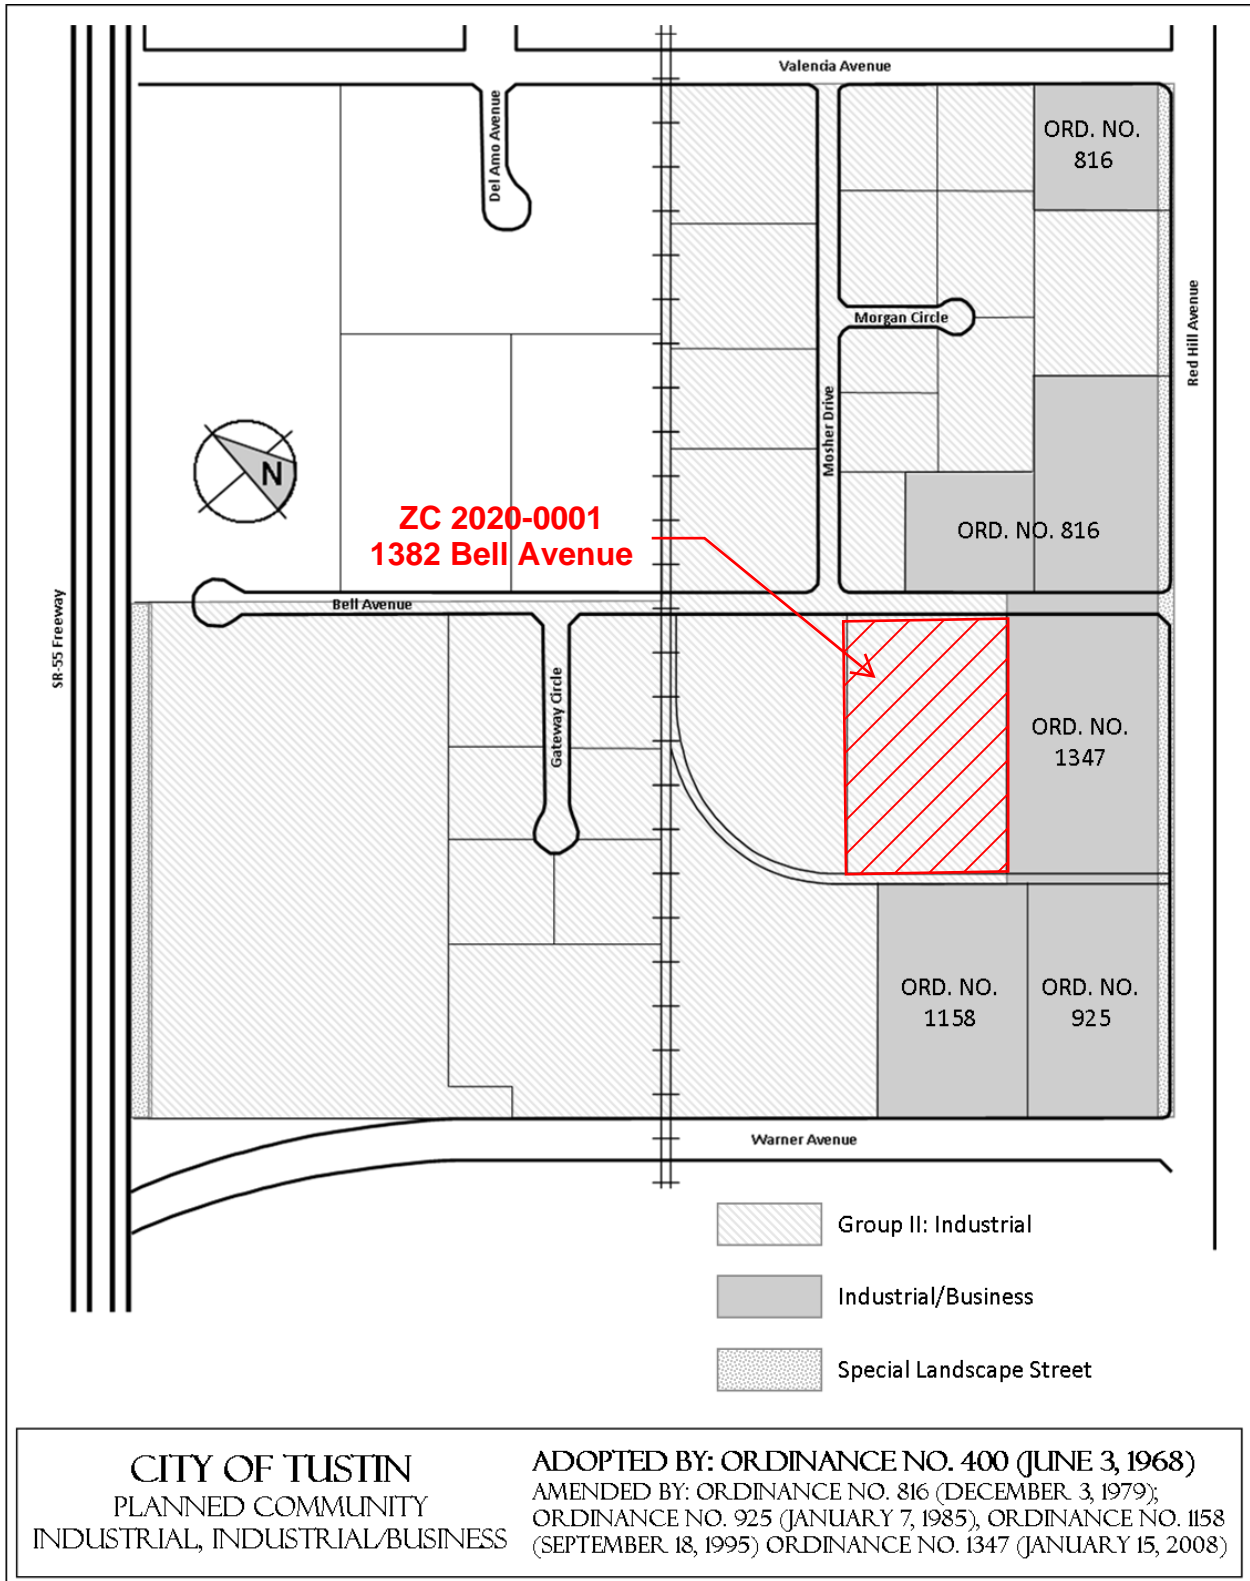 Valencia Avenue
Del Amo Avenue
ORD. NO.
816
Morgan Circle
Red Hill Avenue
Mosher Drive
N
ZC 2020-0001
1382 Bell Avenue
ORD. NO. 816
SR-55 Freeway
Bell Avenue
Gateway Circle
ORD. NO.
1347
ORD. NO.
1158
ORD. NO.
925
Warner Avenue
Group II: Industrial
Industrial/Business
Special Landscape Street
CITY OF TUSTIN
PLANNED COMMUNITY
INDUSTRIAL, INDUSTRIAL/BUSINESS
ADOPTED BY: ORDINANCE NO. 400 (JUNE 3, 1968)
AMENDED BY: ORDINANCE NO. 816 (DECEMBER 3, 1979);
ORDINANCE NO. 925 (JANUARY 7, 1985), ORDINANCE NO. 1158
(SEPTEMBER 18, 1995) ORDINANCE NO. 1347 (JANUARY 15, 2008)